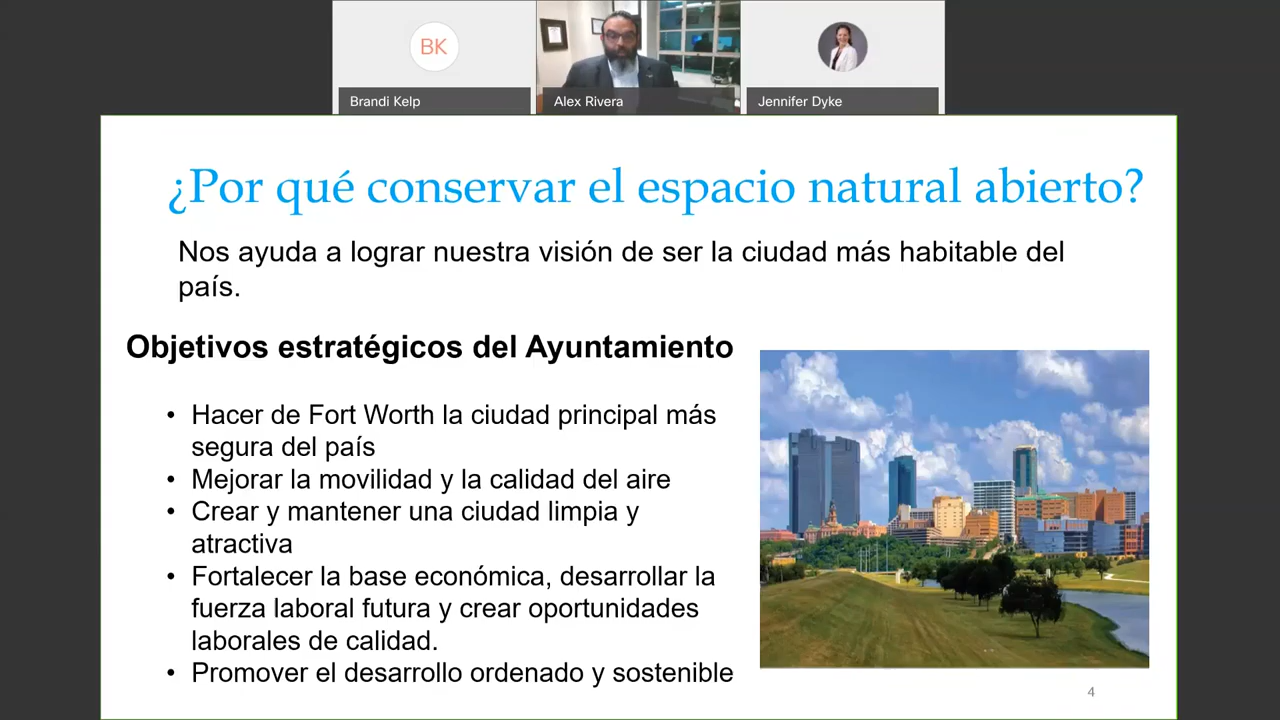 BK
Brandi Kelp
Alex Rivera
Jennifer Dyke
¿Por qué conservar el espacio natural abierto?
Nos ayuda a lograr nuestra visión de ser la ciudad más habitable del
país.
Objetivos estratégicos del Ayuntamiento
• Hacer de Fort Worth la ciudad principal más
segura del país
• Mejorar la movilidad y la calidad del aire
• Crear y mantener una ciudad limpia y
atractiva
• Fortalecer la base económica, desarrollar la
fuerza laboral futura y crear oportunidades
laborales de calidad.
• Promover el desarrollo ordenado y sostenible
4